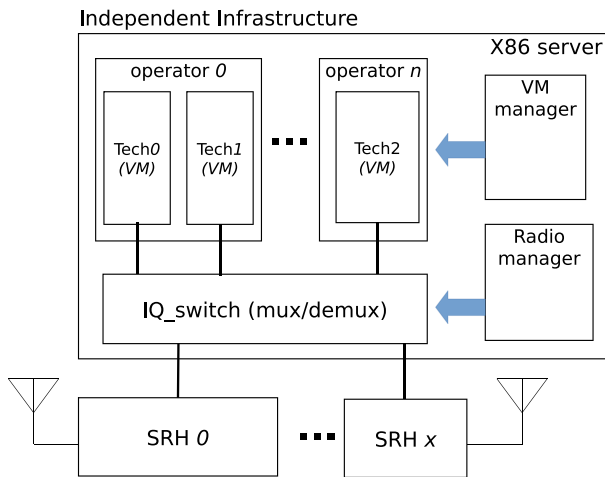 Independent Infrastructure
X86 server
operator 0
operator n
VM
manager
Tech0
(VM)
Tech1
(VM)
Tech2
(VM)
Radio
manager
IQ_switch (mux/demux)
SRH 0
SRH x